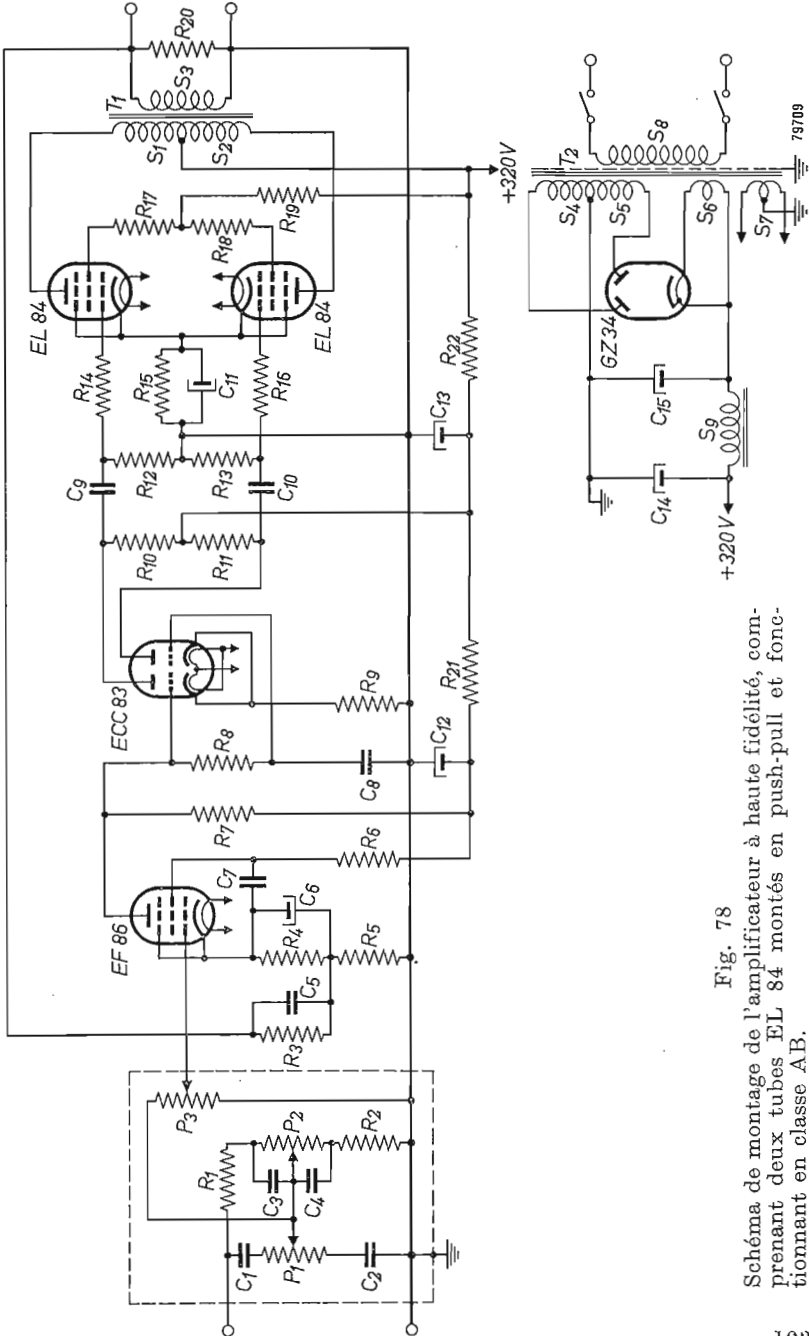 R20
S3
T1
S1
S2
R17
R18
R19
EL 84
EL 84
+320V
R14
R15
C11
R16
R22
C13
C9
R12
R13
C10
R10
R11
ECC 83
R9
R21
R8
C8
C12
R7
R6
EF 86
C7
C6
R4
R5
C5
R3
P3
R1
P2
C3
C4
R2
C1
P1
C2
T2
S8
S4
S5
S6
S7
GZ34
C15
S9
C14
+320V
79709
Fig. 78
Schéma de montage de l'amplificateur à haute fidélité, com-
prenant deux tubes EL 84 montés en push-pull et fonc-
tionnant en classe AB.